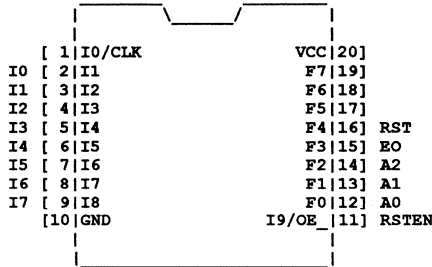 [ 1|I0/CLK VCC|20]
I0 [ 2|I1 F7|19]
I1 [ 3|I2 F6|18]
I2 [ 4|I3 F5|17]
I3 [ 5|I4 F4|16] RST
I4 [ 6|I5 F3|15] EO
I5 [ 7|I6 F2|14] A2
I6 [ 8|I7 F1|13] A1
I7 [ 9|I8 F0|12] A0
[10|GND I9/OE_|11] RSTEN